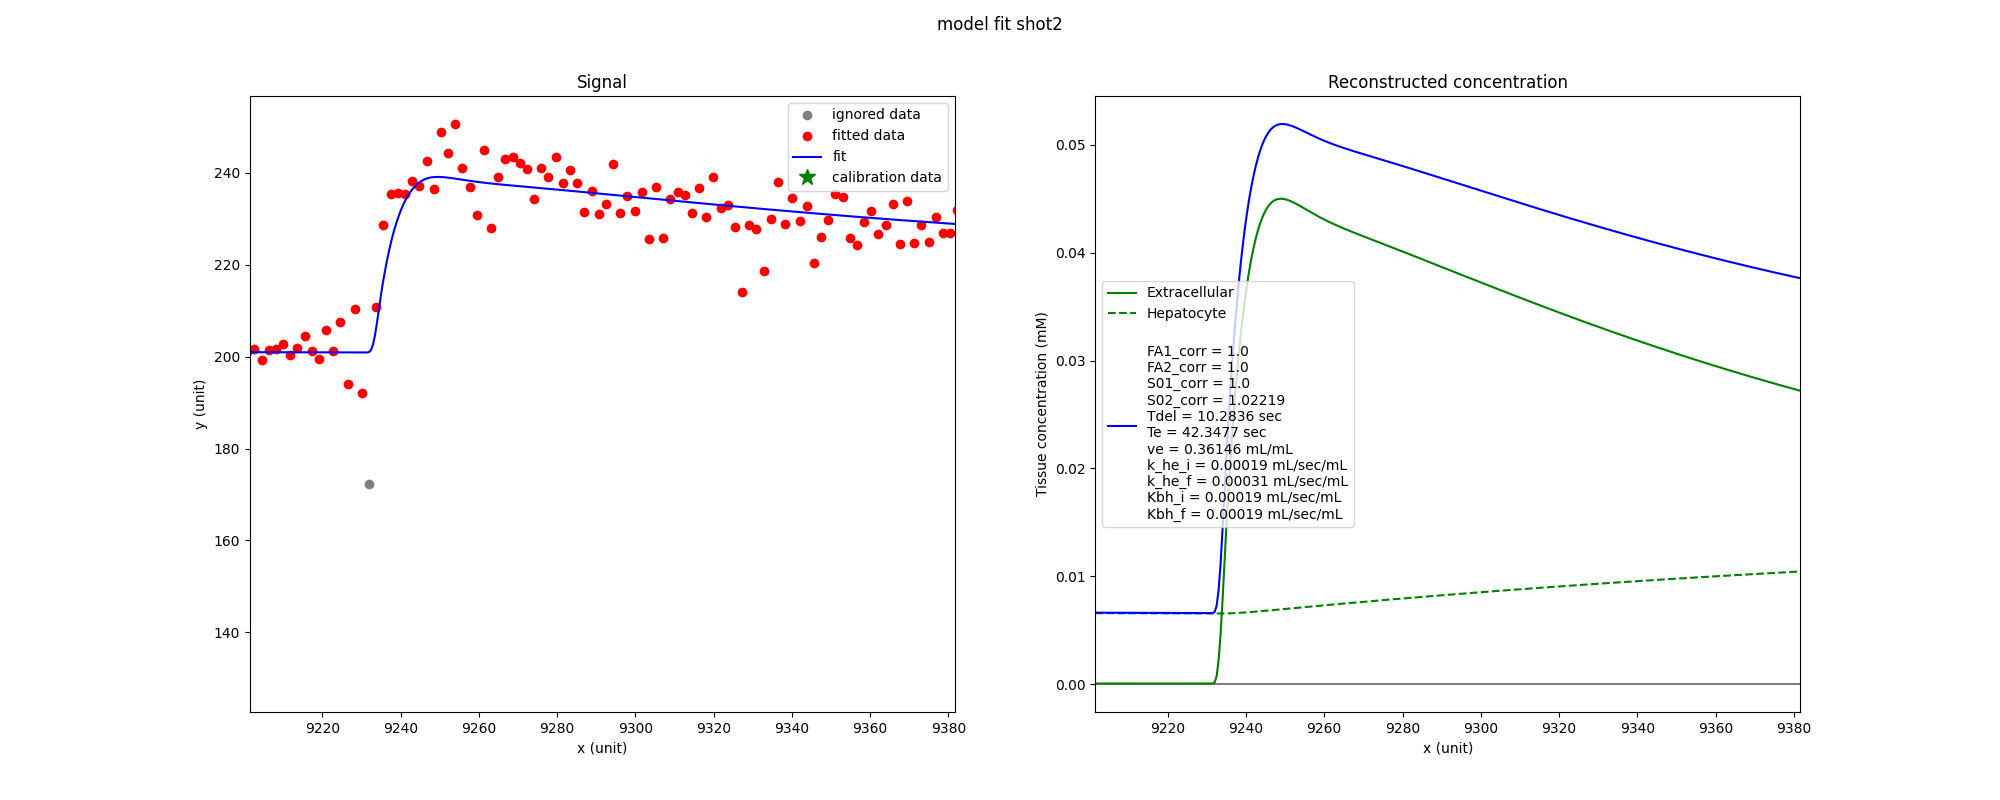 model fit shot2
Signal
240
220
200
180
160
140
y (unit)
9220 9240 9260 9280 9300 9320 9340 9360 9380
x (unit)
ignored data
fitted data
fit
calibration data
Reconstructed concentration
0.05
0.04
0.03
0.02
0.01
0.00
Tissue concentration (mM)
9220 9240 9260 9280 9300 9320 9340 9360 9380
x (unit)
Extracellular
Hepatocyte
FA1_corr = 1.0
FA2_corr = 1.0
S01_corr = 1.0
S02_corr = 1.02219
Tdel = 10.2836 sec
Te = 42.3477 sec
ve = 0.36146 mL/mL
k_he_i = 0.00019 mL/sec/mL
k_he_f = 0.00031 mL/sec/mL
Kbh_i = 0.00019 mL/sec/mL
Kbh_f = 0.00019 mL/sec/mL